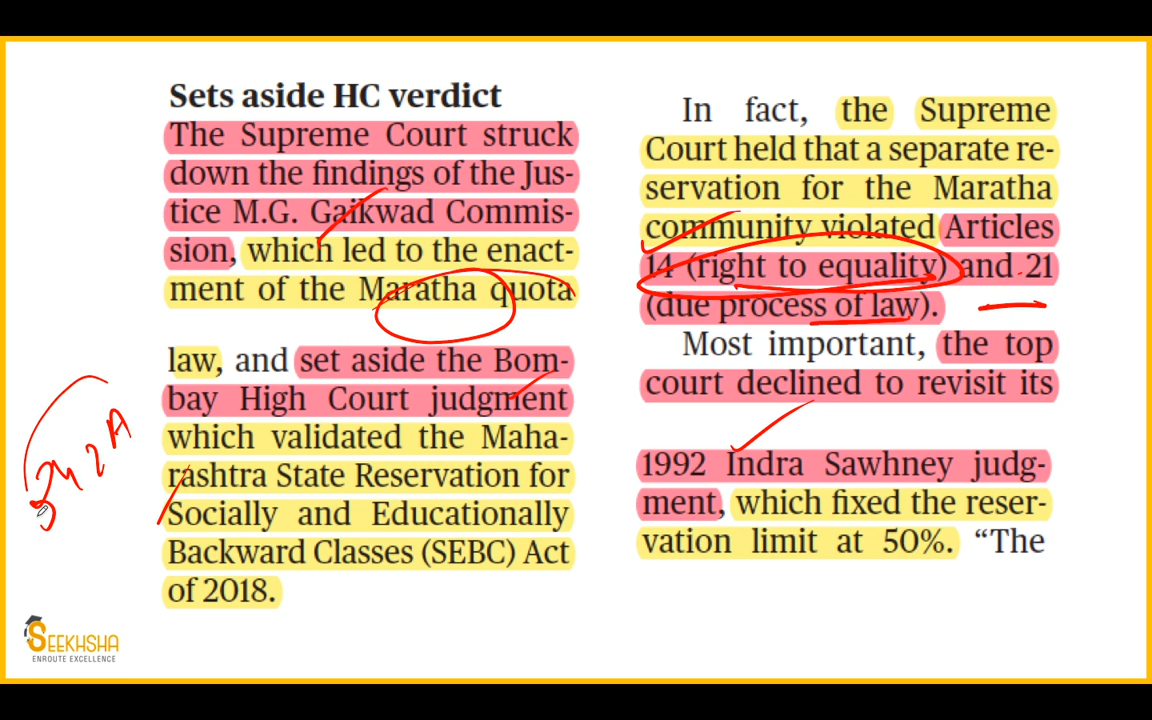 Sets aside HC verdict
The Supreme Court struck
down the findings of the Jus-
tice M.G. Gaikwad Commis-
sion, which led to the enact-
ment of the Maratha quota
law, and set aside the Bom-
bay High Court judgment
which validated the Maha-
rashtra State Reservation for
Socially and Educationally
Backward Classes (SEBC) Act
of 2018.
In fact, the Supreme
Court held that a separate re-
servation for the Maratha
community violated Articles
14 (right to equality) and 21
(due process of law).
Most important, the top
court declined to revisit its
1992 Indra Sawhney judg-
ment, which fixed the reser-
vation limit at 50%. “The
342A
SEEKHSHA
ENROUTE EXCELLENCE